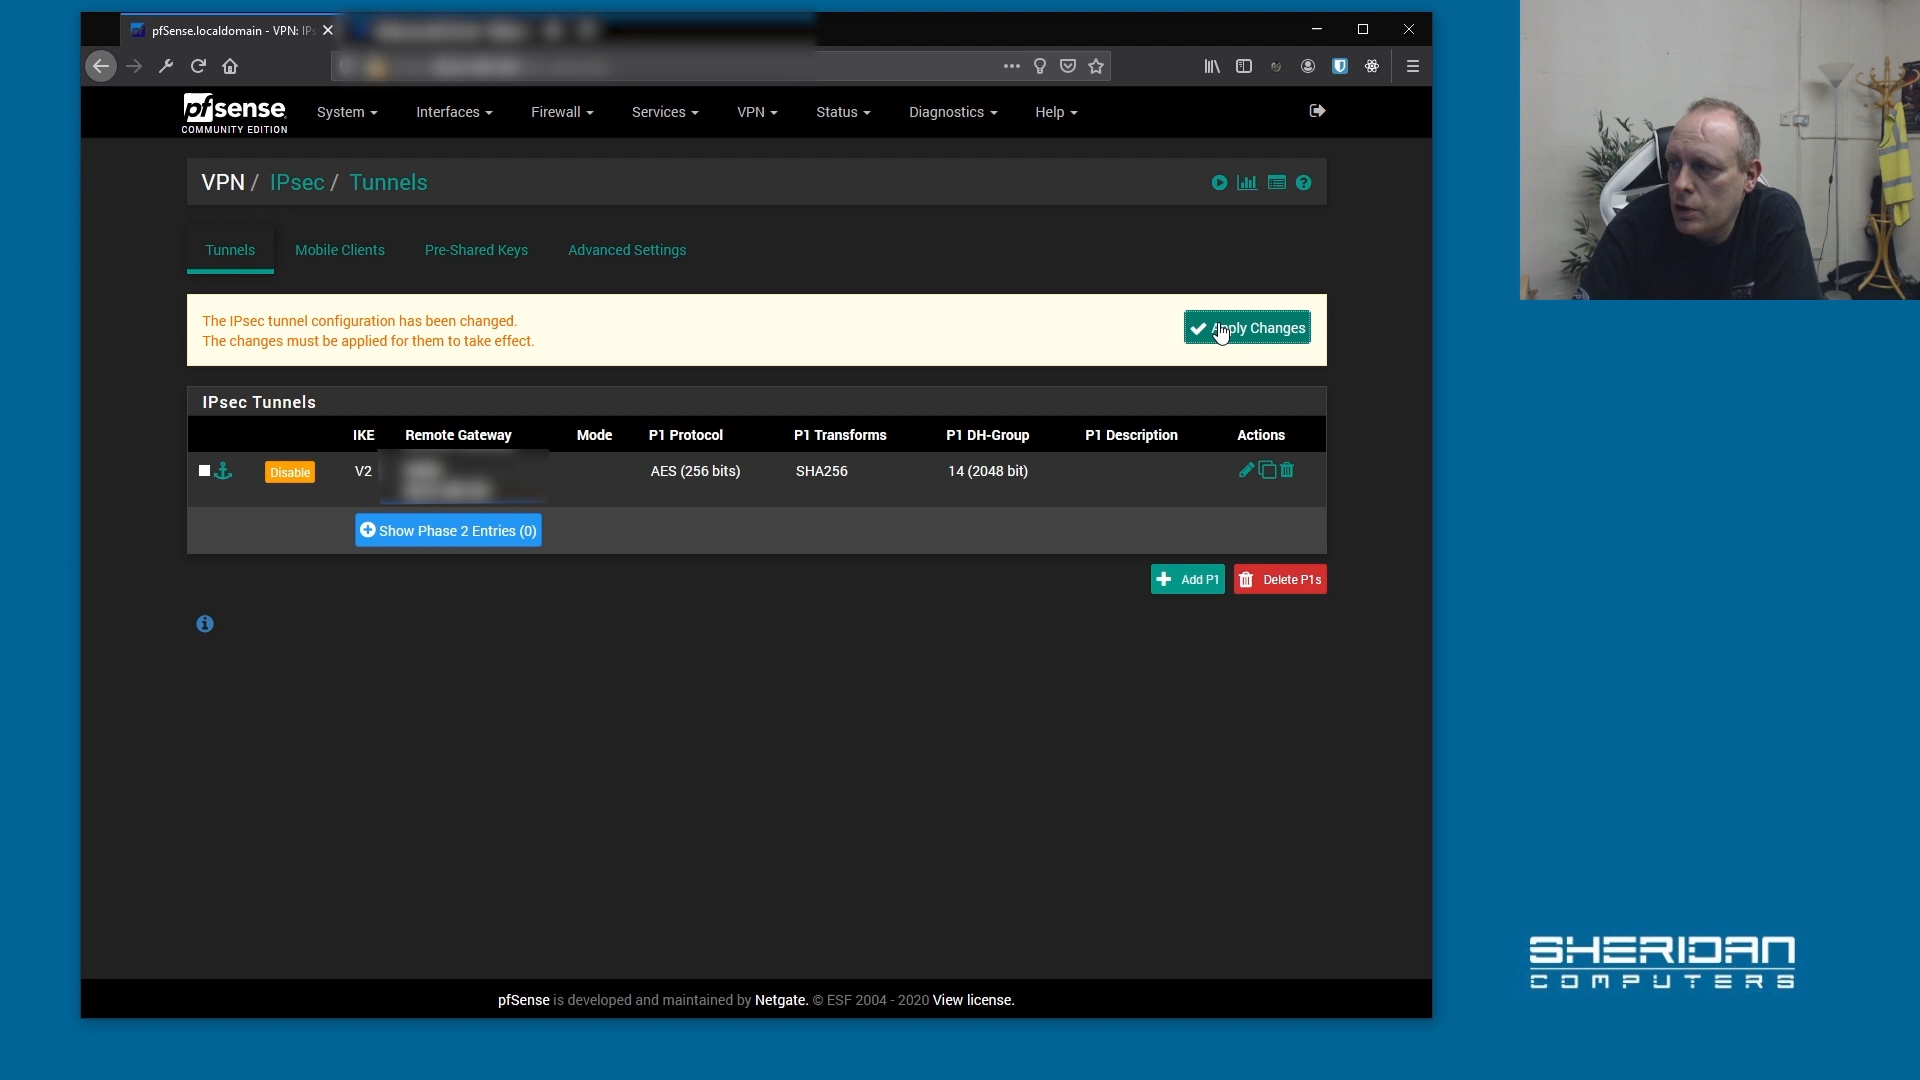 pfSense.localdomain - VPN: IPs
pfsense
COMMUNITY EDITION
System
Interfaces
Firewall
Services
VPN
Status
Diagnostics
Help
VPN / IPsec / Tunnels
Tunnels
Mobile Clients
Pre-Shared Keys
Advanced Settings
The IPsec tunnel configuration has been changed.
The changes must be applied for them to take effect.
Apply Changes
IPsec Tunnels
IKE
Remote Gateway
Mode
P1 Protocol
P1 Transforms
P1 DH-Group
P1 Description
Actions
Disable
V2
AES (256 bits)
SHA256
14 (2048 bit)
Show Phase 2 Entries (0)
Add P1
Delete P1s
pfSense is developed and maintained by Netgate. © ESF 2004 - 2020 View license.
SHERIDAN
COMPUTERS